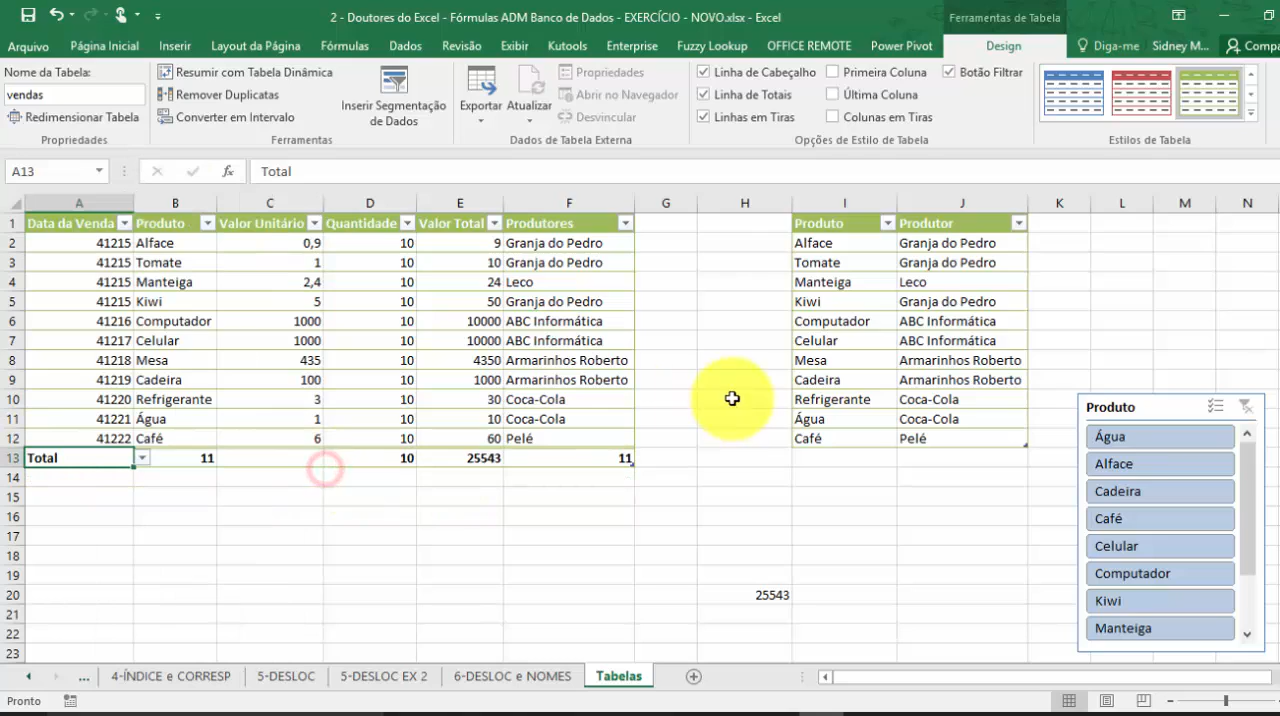 2 - Doutores do Excel - Fórmulas ADM Banco de Dados - EXERCÍCIO - NOVO.xlsx - Excel
Ferramentas de Tabela
Arquivo Página Inicial Inserir Layout da Página Fórmulas Dados Revisão Exibir Kutools Enterprise Fuzzy Lookup OFFICE REMOTE Power Pivot Design Diga-me Sidney M... Compa
Nome da Tabela:
vendas
Redimensionar Tabela
Propriedades
Resumir com Tabela Dinâmica
Remover Duplicatas
Converter em Intervalo
Inserir Segmentação
de Dados
Ferramentas
Exportar Atualizar
Propriedades
Abrir no Navegador
Desvincular
Dados de Tabela Externa
Linha de Cabeçalho Primeira Coluna Botão Filtrar
Linha de Totais Última Coluna
Linhas em Tiras Colunas em Tiras
Opções de Estilo de Tabela
Estilos de Tabela
A13 fx Total
A B C D E F G H I J K L M N
1 Data da Venda Produto Valor Unitário Quantidade Valor Total Produtores Produto Produtor
2 41215 Alface 0,9 10 9 Granja do Pedro Alface Granja do Pedro
3 41215 Tomate 1 10 10 Granja do Pedro Tomate Granja do Pedro
4 41215 Manteiga 2,4 10 24 Leco Manteiga Leco
5 41215 Kiwi 5 10 50 Granja do Pedro Kiwi Granja do Pedro
6 41216 Computador 1000 10 10000 ABC Informática Computador ABC Informática
7 41217 Celular 1000 10 10000 ABC Informática Celular ABC Informática
8 41218 Mesa 435 10 4350 Armarinhos Roberto Mesa Armarinhos Roberto
9 41219 Cadeira 100 10 1000 Armarinhos Roberto Cadeira Armarinhos Roberto
10 41220 Refrigerante 3 10 30 Coca-Cola Refrigerante Coca-Cola
11 41221 Água 1 10 10 Coca-Cola Água Coca-Cola
12 41222 Café 6 10 60 Pelé Café Pelé
13 Total 11 10 25543 11
14
15
16
17
18
19
20 25543
21
22
23
Produto
Água
Alface
Cadeira
Café
Celular
Computador
Kiwi
Manteiga
... 4-ÍNDICE e CORRESP 5-DESLOC 5-DESLOC EX 2 6-DESLOC e NOMES Tabelas
Pronto